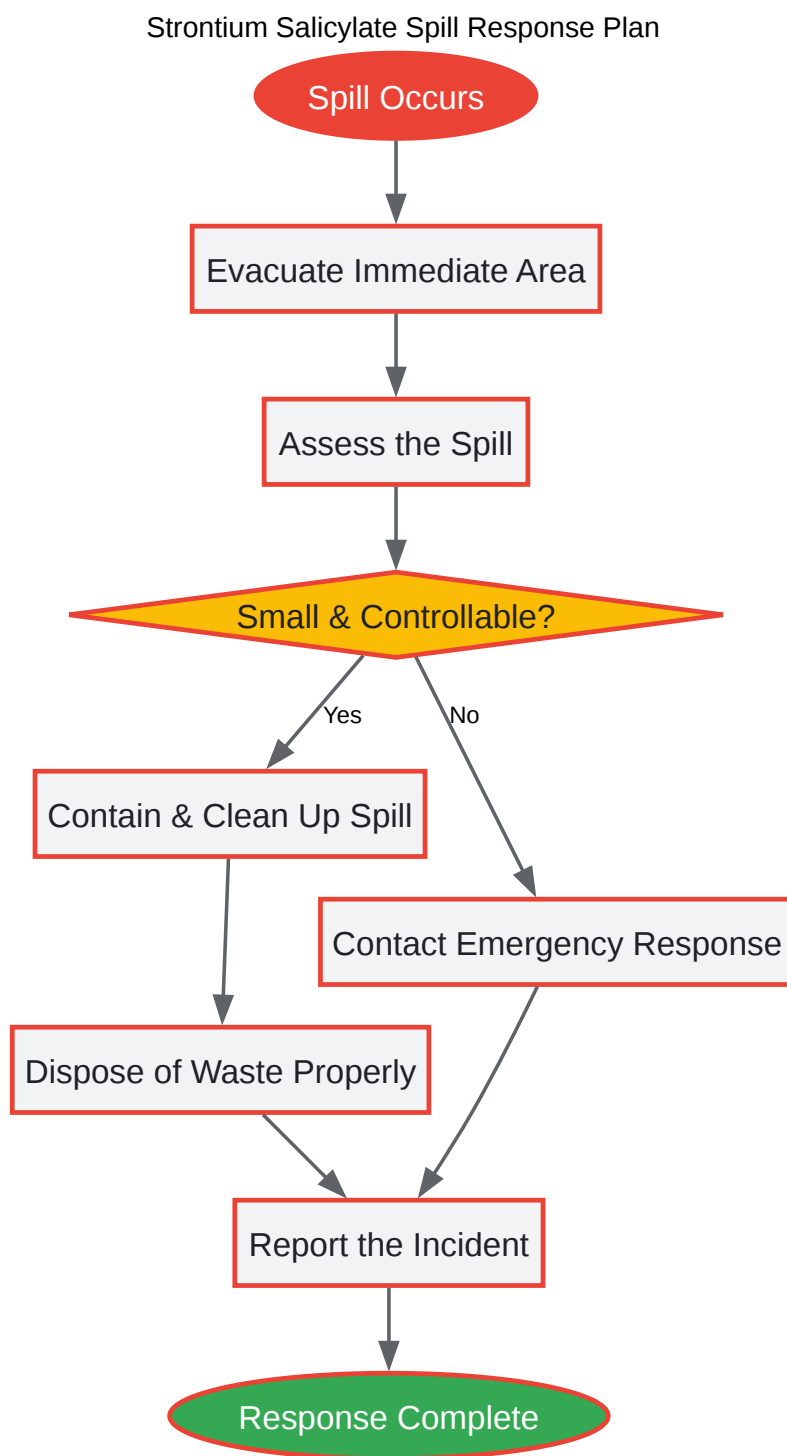 Strontium Salicylate Spill Response Plan
Spill Occurs
Evacuate Immediate Area
Assess the Spill
Small & Controllable?
Yes
No
Contain & Clean Up Spill
Contact Emergency Response
Dispose of Waste Properly
Report the Incident
Response Complete